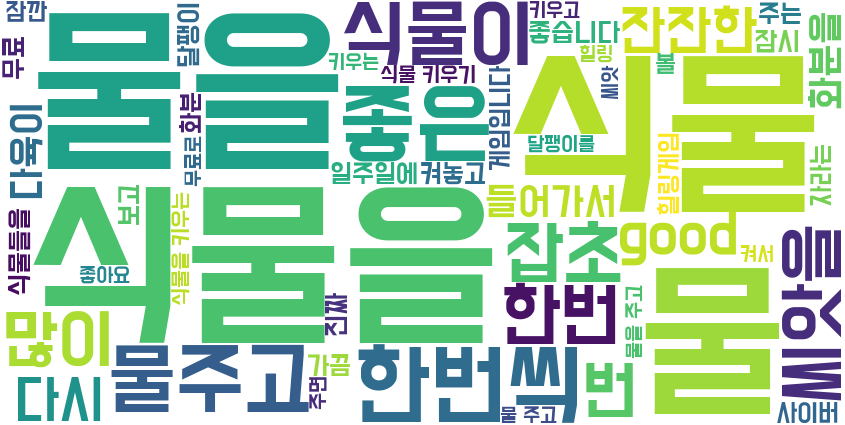 잠깐
물을
달팽이
식물이
키우고
좋습니다
힐링
잔잔한
주는
잠시
화분을
무료
키우는
식물 키우기
씨앗
볼
식물
다육이
화분
무료로
좋은
게임입니다
달팽이를
일주일에
켜놓고
들어가서
힐링게임
자라는
식물들을
보고
식물을 키우는
식물을
잡초
good
켜서
씨앗을
좋아요
진짜
한번
물을 주고
물
많이
다시
물주고
가끔
주면
한번씩
번
물 주고
사이버